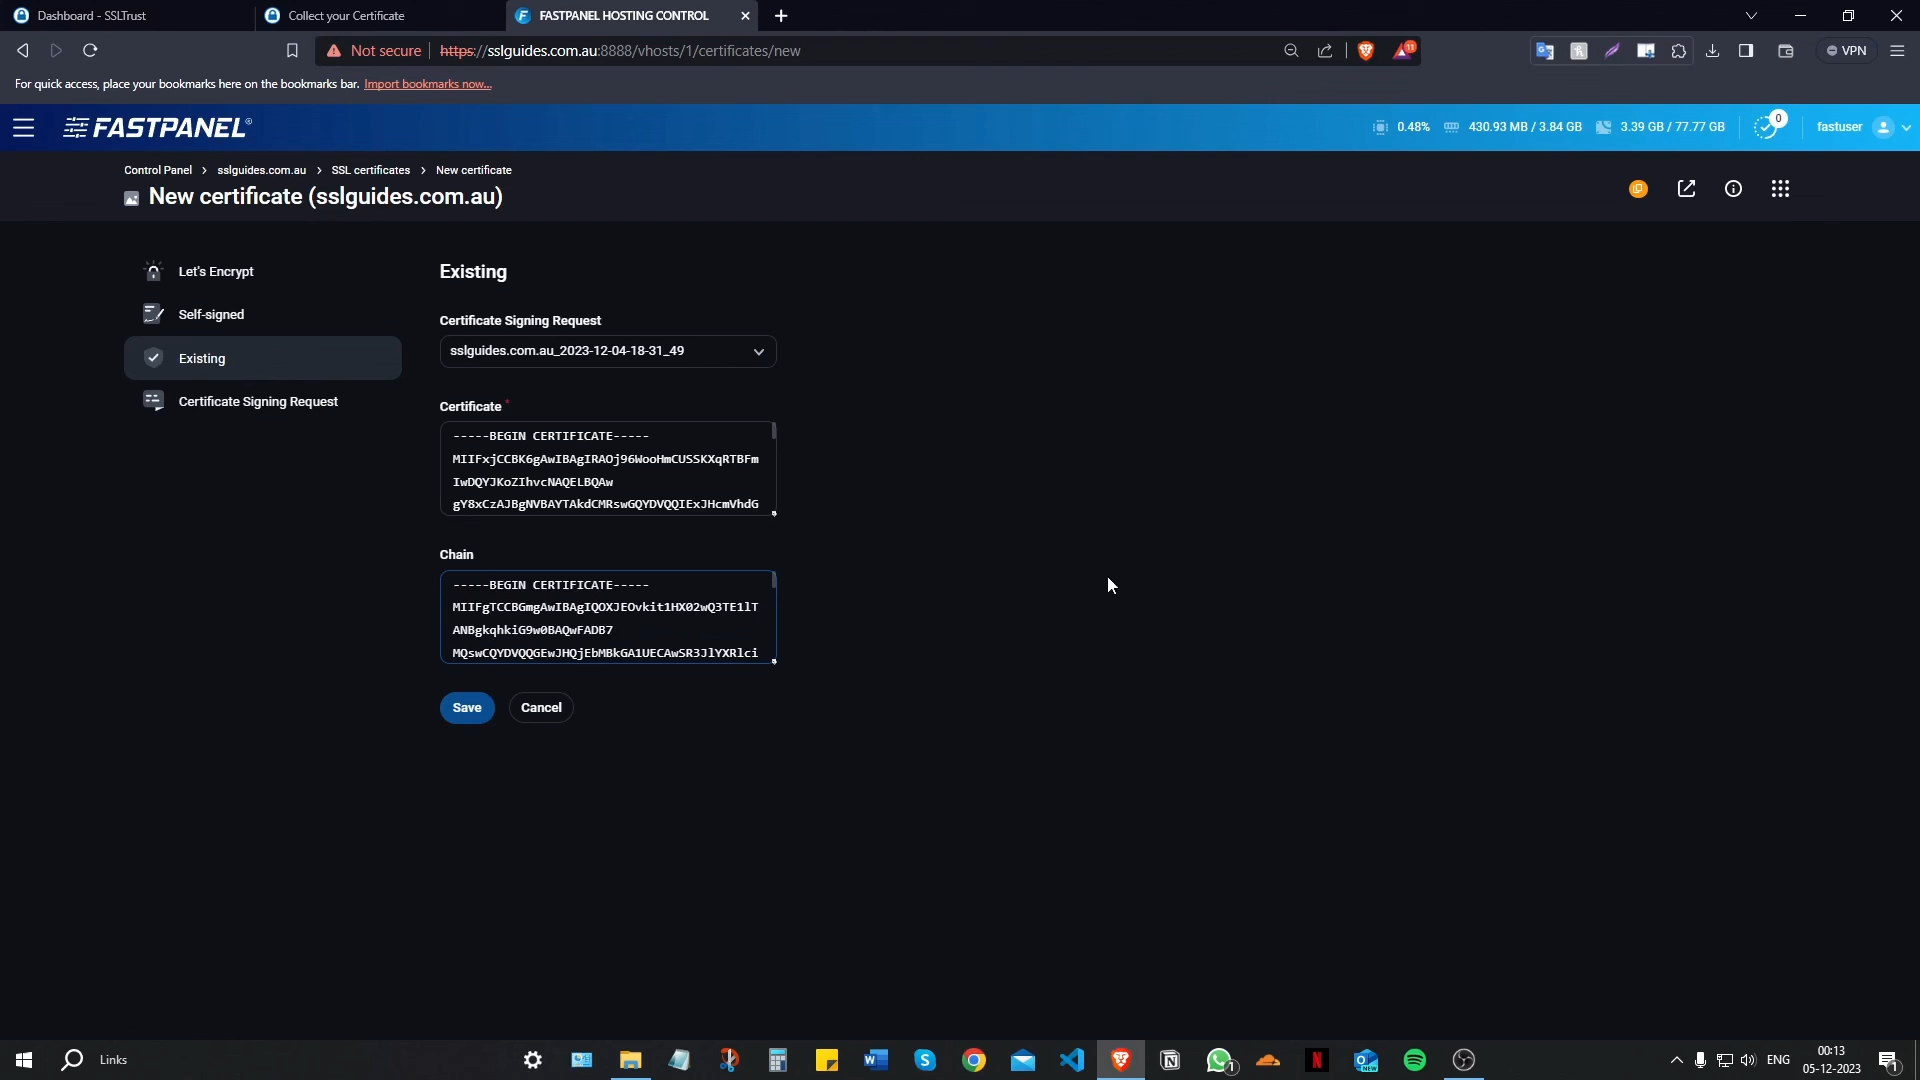 Dashboard - SSLTrust
Collect your Certificate
FASTPANEL HOSTING CONTROL
Not secure
https://sslguides.com.au:8888/vhosts/1/certificates/new
11
VPN
For quick access, place your bookmarks here on the bookmarks bar. Import bookmarks now...
FASTPANEL®
0.48%
430.93 MB / 3.84 GB
3.39 GB / 77.77 GB
0
fastuser
Control Panel > sslguides.com.au > SSL certificates > New certificate
New certificate (sslguides.com.au)
Let's Encrypt
Self-signed
Existing
Certificate Signing Request
Existing
Certificate Signing Request
sslguides.com.au_2023-12-04-18-31_49
Certificate *
-----BEGIN CERTIFICATE-----
MIIFxjCCBK6gAwIBAgIRAOj96WooHmCUSSKXqRTBFm
IwDQYJKoZIhvcNAQELBQAw
gY8xCzAJBgNVBAYTAkdCMRswGQYDVQQIExJHcmVhdG
Chain
-----BEGIN CERTIFICATE-----
MIIFgTCCBGmgAwIBAgIQOXJEOvkit1HX02wQ3TE1lT
ANBgkqhkiG9w0BAQwFADB7
MQswCQYDVQQGEwJHQjEbMBkGA1UECAwSR3JlYXRlci
Save
Cancel
Links
NEW
1
ENG
00:13
05-12-2023
1